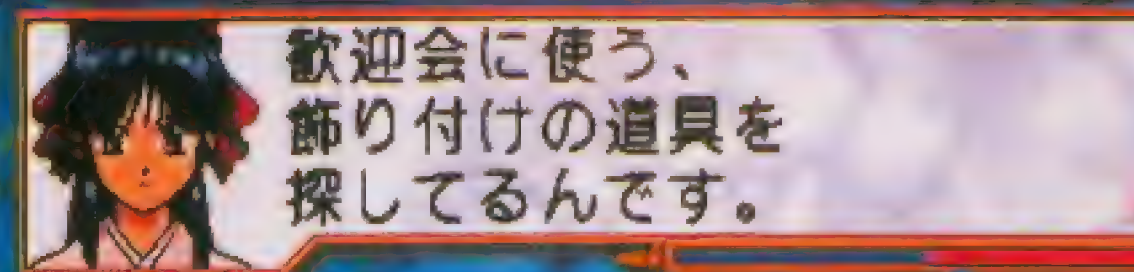 歓迎会に使う、
飾り付けの道具を
探してるんです。